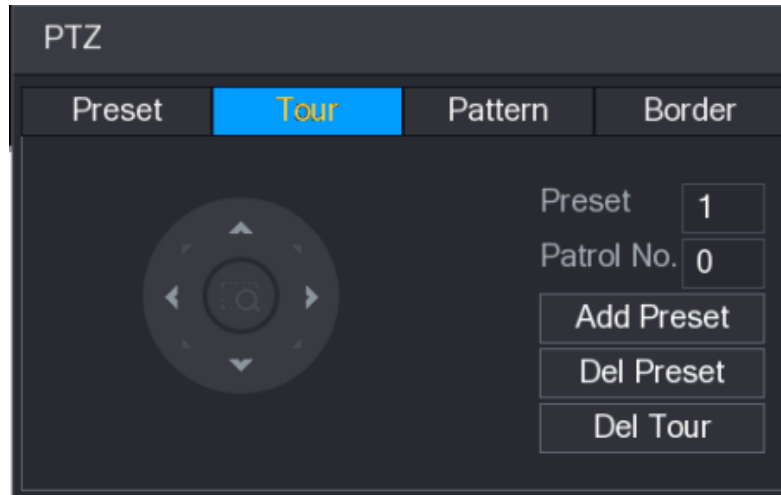 PTZ
Preset Tour Pattern Border
Preset 1
Patrol No. 0
Add Preset
Del Preset
Del Tour